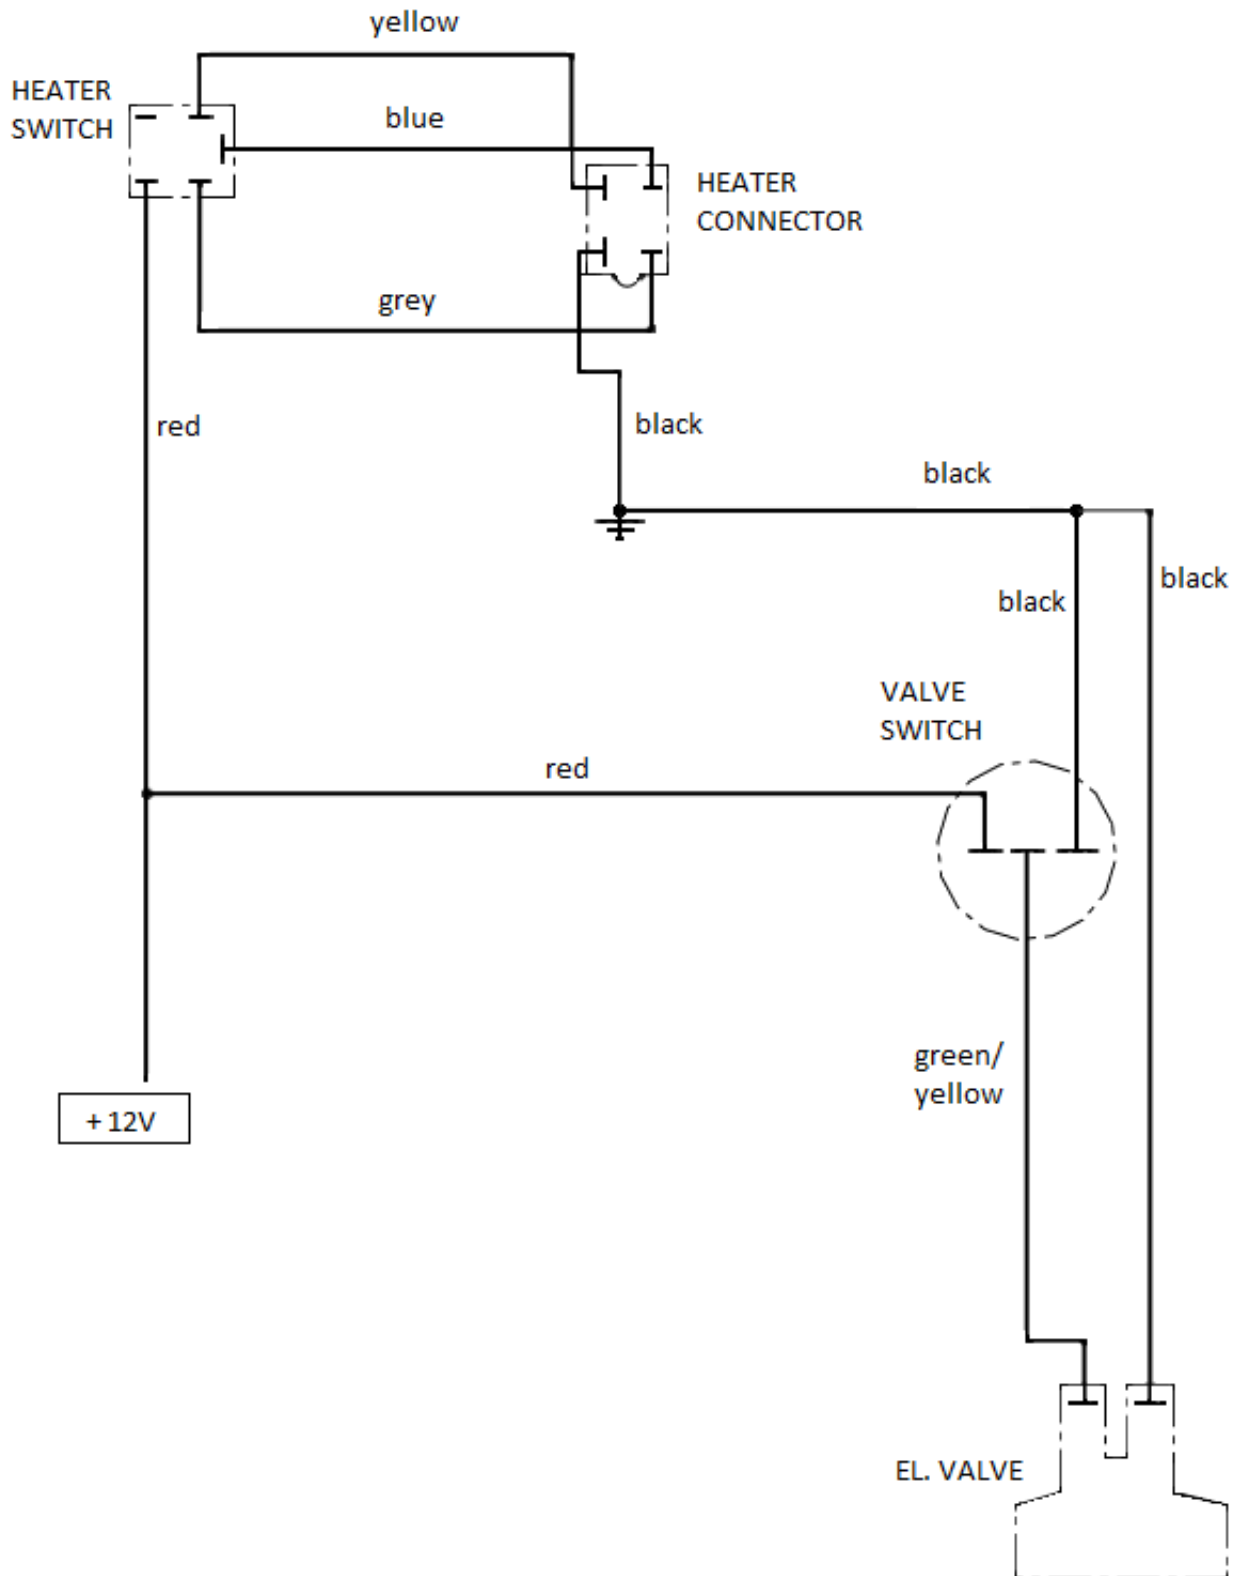 yellow
HEATER
SWITCH
blue
HEATER
CONNECTOR
grey
red
black
black
black
black
VALVE
SWITCH
red
green/
yellow
+ 12V
EL. VALVE